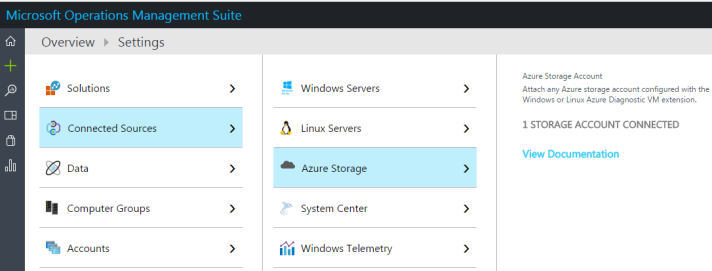 Microsoft Operations Management Suite
Overview Settings
Solutions
Connected Sources
Data
Computer Groups
Accounts
Windows Servers
Linux Servers
Azure Storage
System Center
Windows Telemetry
Azure Storage Account
Attach any Azure storage account configured with the
Windows or Linux Azure Diagnostic VM extension.
1 STORAGE ACCOUNT CONNECTED
View Documentation